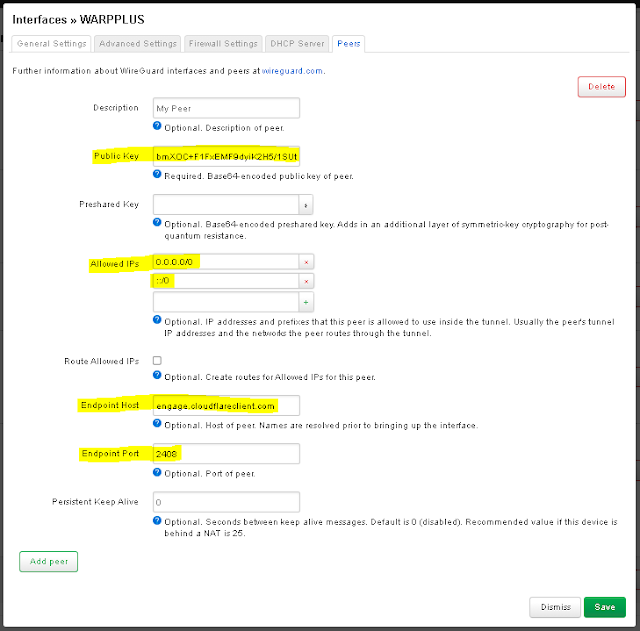 Interfaces » WARPPLUS
General Settings Advanced Settings Firewall Settings DHCP Server Peers
Further information about WireGuard interfaces and peers at wireguard.com.
Delete
Description My Peer
Optional. Description of peer.
Public Key bmXOC+F1FxEMF9dyiK2H5/1SUt
Required. Base64-encoded public key of peer.
Preshared Key
Optional. Base64-encoded preshared key. Adds in an additional layer of symmetric-key cryptography for post-
quantum resistance.
Allowed IPs 0.0.0.0/0 ×
::/0 ×
+
Optional. IP addresses and prefixes that this peer is allowed to use inside the tunnel. Usually the peer's tunnel
IP addresses and the networks the peer routes through the tunnel.
Route Allowed IPs
Optional. Create routes for Allowed IPs for this peer.
Endpoint Host engage.cloudflareclient.com
Optional. Host of peer. Names are resolved prior to bringing up the interface.
Endpoint Port 2408
Optional. Port of peer.
Persistent Keep Alive 0
Optional. Seconds between keep alive messages. Default is 0 (disabled). Recommended value if this device is
behind a NAT is 25.
Add peer
Dismiss Save